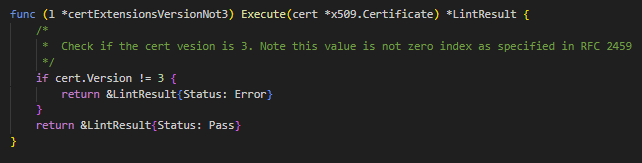 func (l *certExtensionsVersionNot3) Execute(cert *x509.Certificate) *LintResult {
/*
* Check if the cert vesion is 3. Note this value is not zero index as specified in RFC 2459
*/
if cert.Version != 3 {
return &LintResult{Status: Error}
}
return &LintResult{Status: Pass}
}